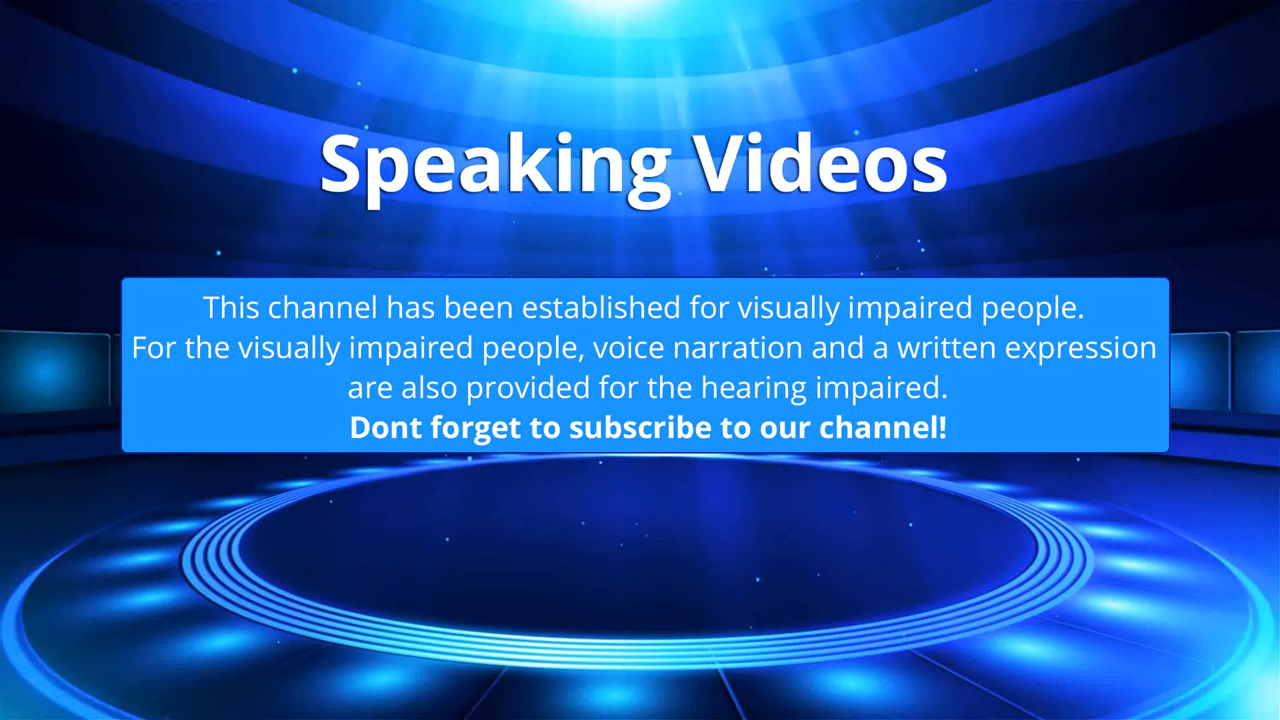 Speaking Videos
This channel has been established for visually impaired people.
For the visually impaired people, voice narration and a written expression
are also provided for the hearing impaired.
Dont forget to subscribe to our channel!